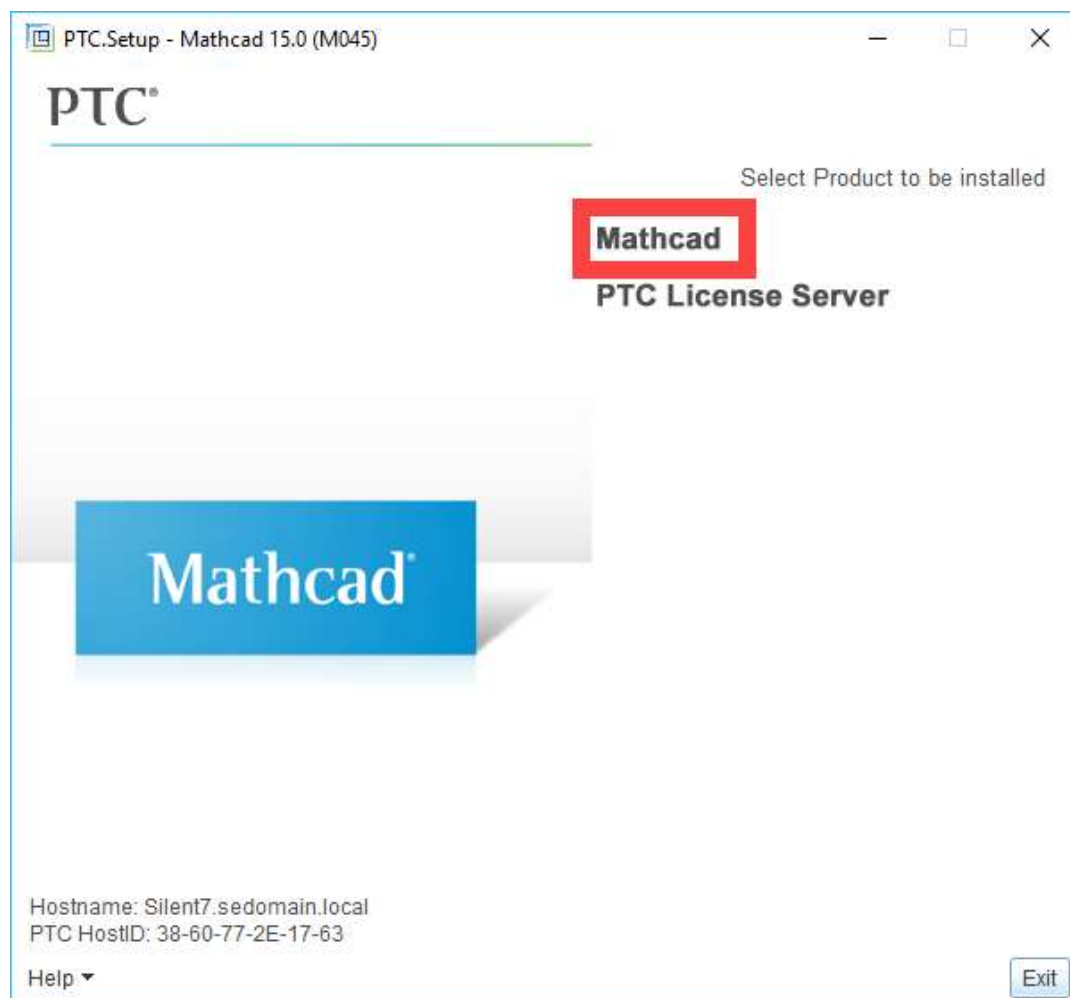 PTC.Setup - Mathcad 15.0 (M045)
PTC®
Select Product to be installed
Mathcad
PTC License Server
Mathcad®
Hostname: Silent7.sedomain.local
PTC HostID: 38-60-77-2E-17-63
Help
Exit